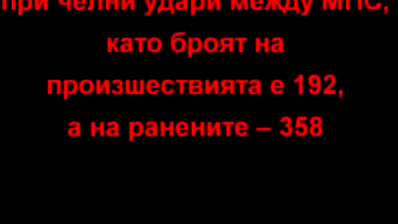 при челни удари между МПС,
като броят на
произшествията е 192,
а на ранените – 358